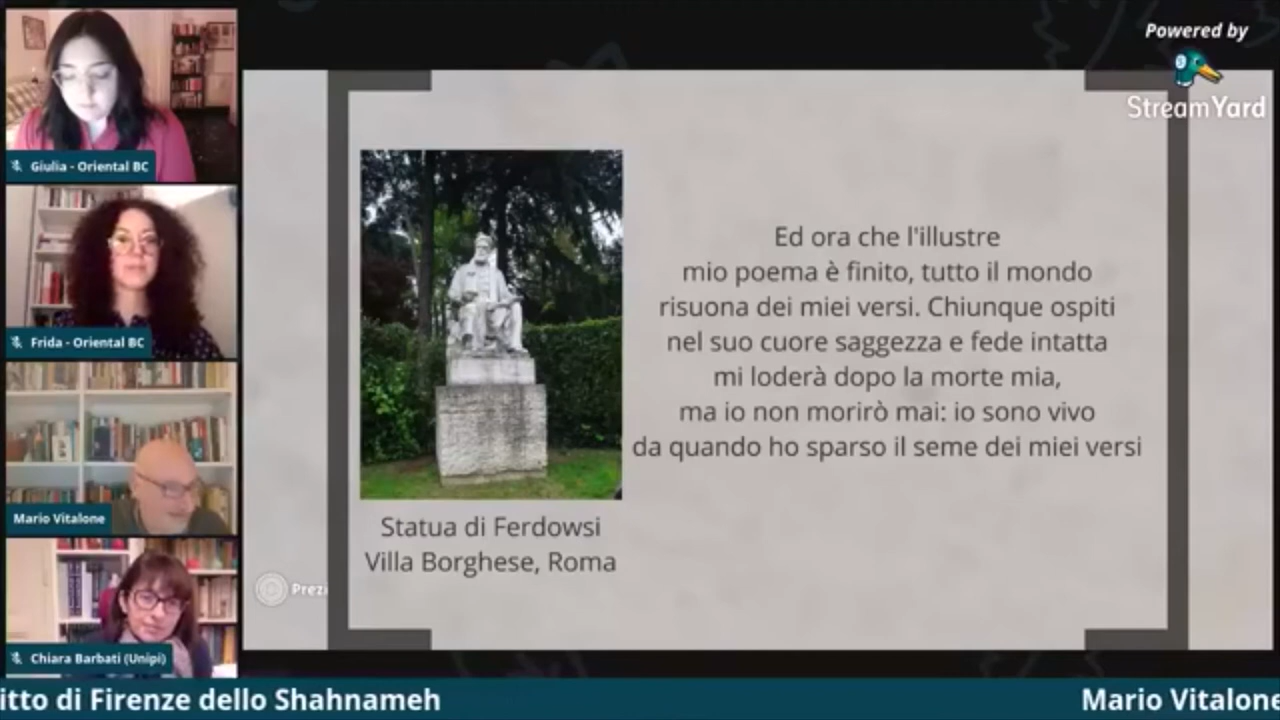 Powered by
StreamYard
Giulia - Oriental BC
Frida - Oriental BC
Mario Vitalone
Chiara Barbati (Unipi)
Ed ora che l'illustre
mio poema è finito, tutto il mondo
risuona dei miei versi. Chiunque ospiti
nel suo cuore saggezza e fede intatta
mi loderà dopo la morte mia,
ma io non morirò mai: io sono vivo
da quando ho sparso il seme dei miei versi
Statua di Ferdowsi
Villa Borghese, Roma
Prezi
itto di Firenze dello Shahnameh
Mario Vitalone